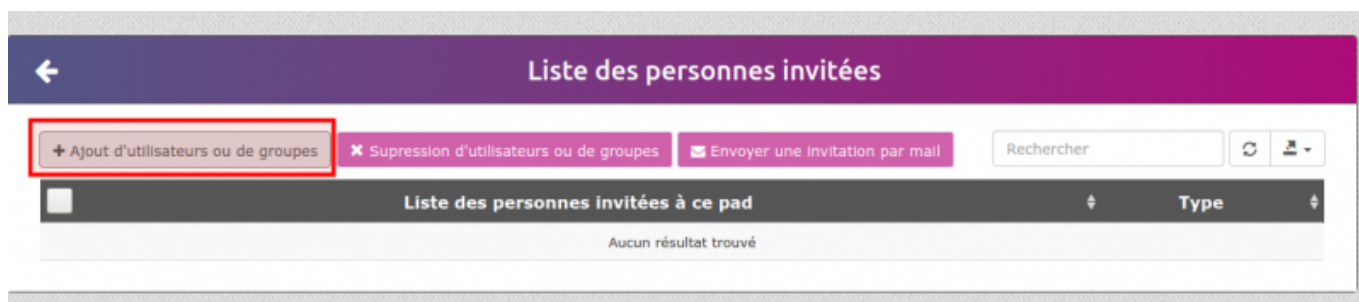 Liste des personnes invitées
Ajout d'utilisateurs ou de groupes Supression d'utilisateurs ou de groupes Envoyer une invitation par mail Rechercher
Liste des personnes invitées à ce pad Type
Aucun résultat trouvé